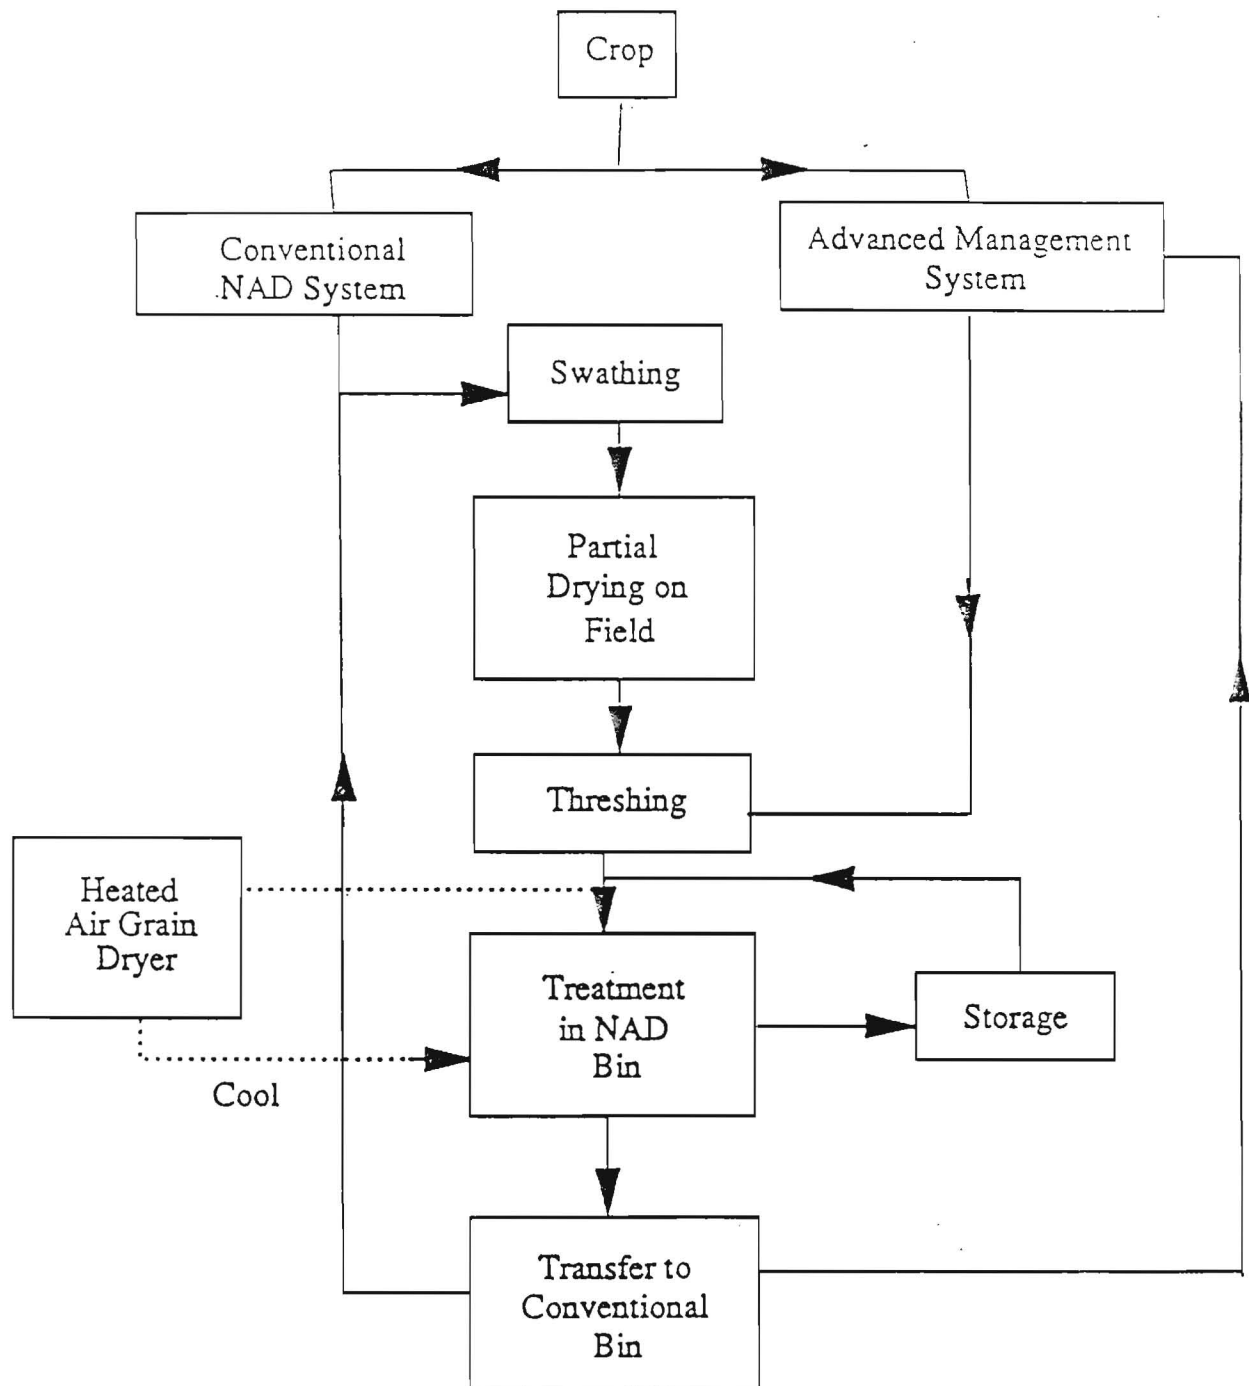 Crop
Conventional
NAD System
Advanced Management
System
Swathing
Partial
Drying on
Field
Threshing
Heated
Air Grain
Dryer
Treatment
in NAD
Bin
Storage
Cool
Transfer to
Conventional
Bin